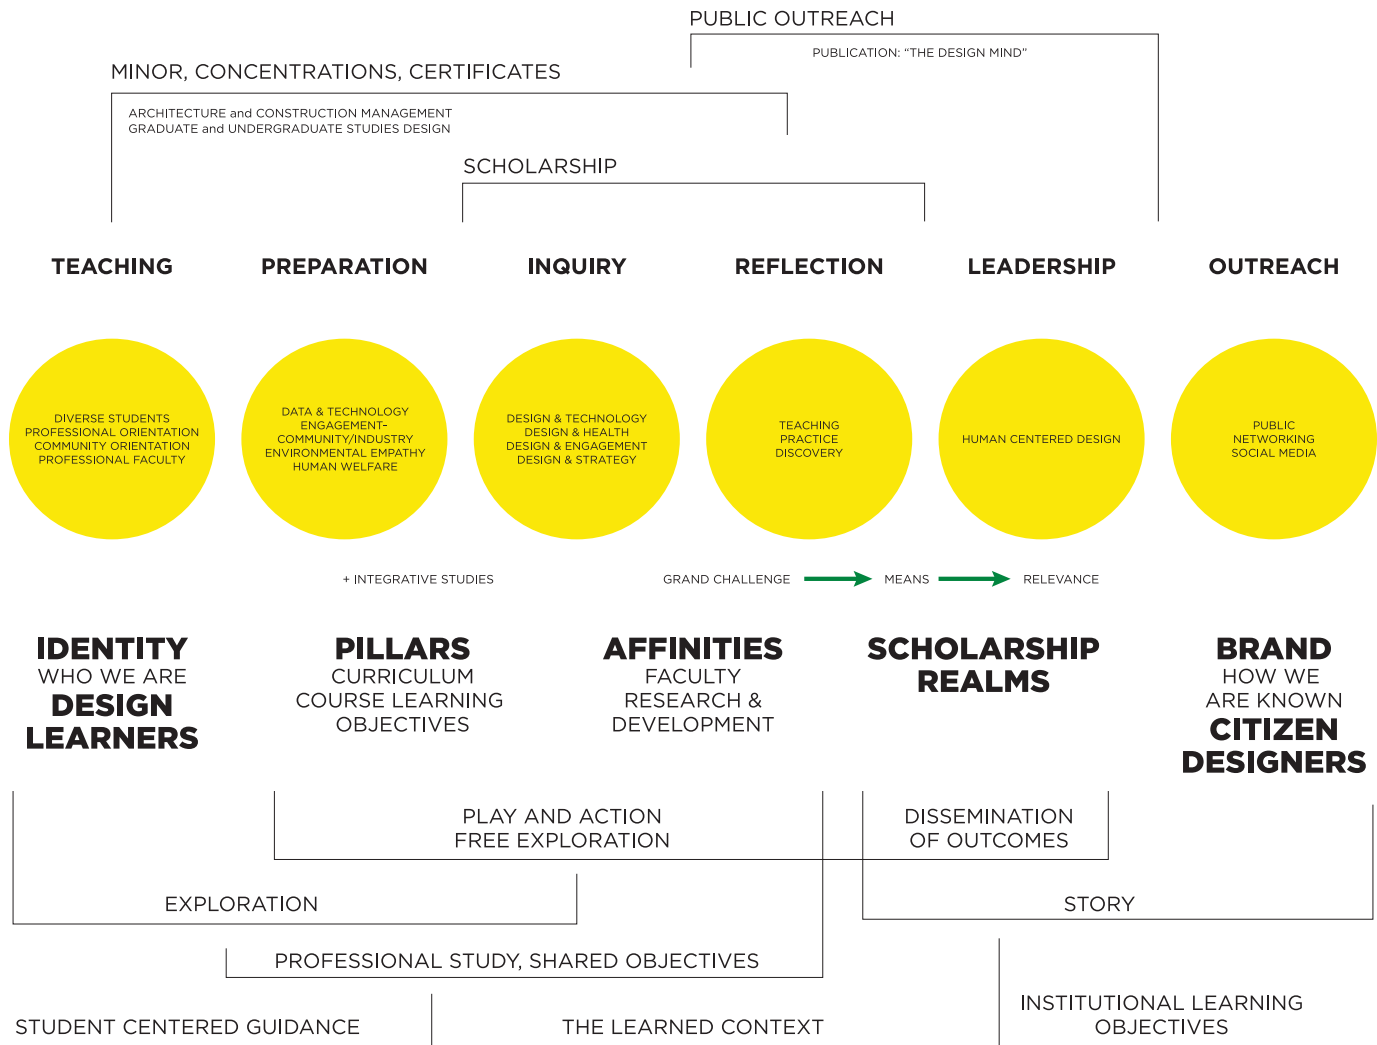 PUBLIC OUTREACH
PUBLICATION: “THE DESIGN MIND”
MINOR, CONCENTRATIONS, CERTIFICATES
ARCHITECTURE and CONSTRUCTION MANAGEMENT
GRADUATE and UNDERGRADUATE STUDIES DESIGN
SCHOLARSHIP
TEACHING
PREPARATION
INQUIRY
REFLECTION
LEADERSHIP
OUTREACH
DIVERSE STUDENTS
PROFESSIONAL ORIENTATION
COMMUNITY ORIENTATION
PROFESSIONAL FACULTY
DATA & TECHNOLOGY
ENGAGEMENT–
COMMUNITY/INDUSTRY
ENVIRONMENTAL EMPATHY
HUMAN WELFARE
DESIGN & TECHNOLOGY
DESIGN & HEALTH
DESIGN & ENGAGEMENT
DESIGN & STRATEGY
TEACHING
PRACTICE
DISCOVERY
HUMAN CENTERED DESIGN
PUBLIC
NETWORKING
SOCIAL MEDIA
+ INTEGRATIVE STUDIES
GRAND CHALLENGE
MEANS
RELEVANCE
IDENTITY
WHO WE ARE
DESIGN
LEARNERS
PILLARS
CURRICULUM
COURSE LEARNING
OBJECTIVES
AFFINITIES
FACULTY
RESEARCH &
DEVELOPMENT
SCHOLARSHIP
REALMS
BRAND
HOW WE
ARE KNOWN
CITIZEN
DESIGNERS
PLAY AND ACTION
FREE EXPLORATION
DISSEMINATION
OF OUTCOMES
EXPLORATION
STORY
PROFESSIONAL STUDY, SHARED OBJECTIVES
STUDENT CENTERED GUIDANCE
THE LEARNED CONTEXT
INSTITUTIONAL LEARNING
OBJECTIVES